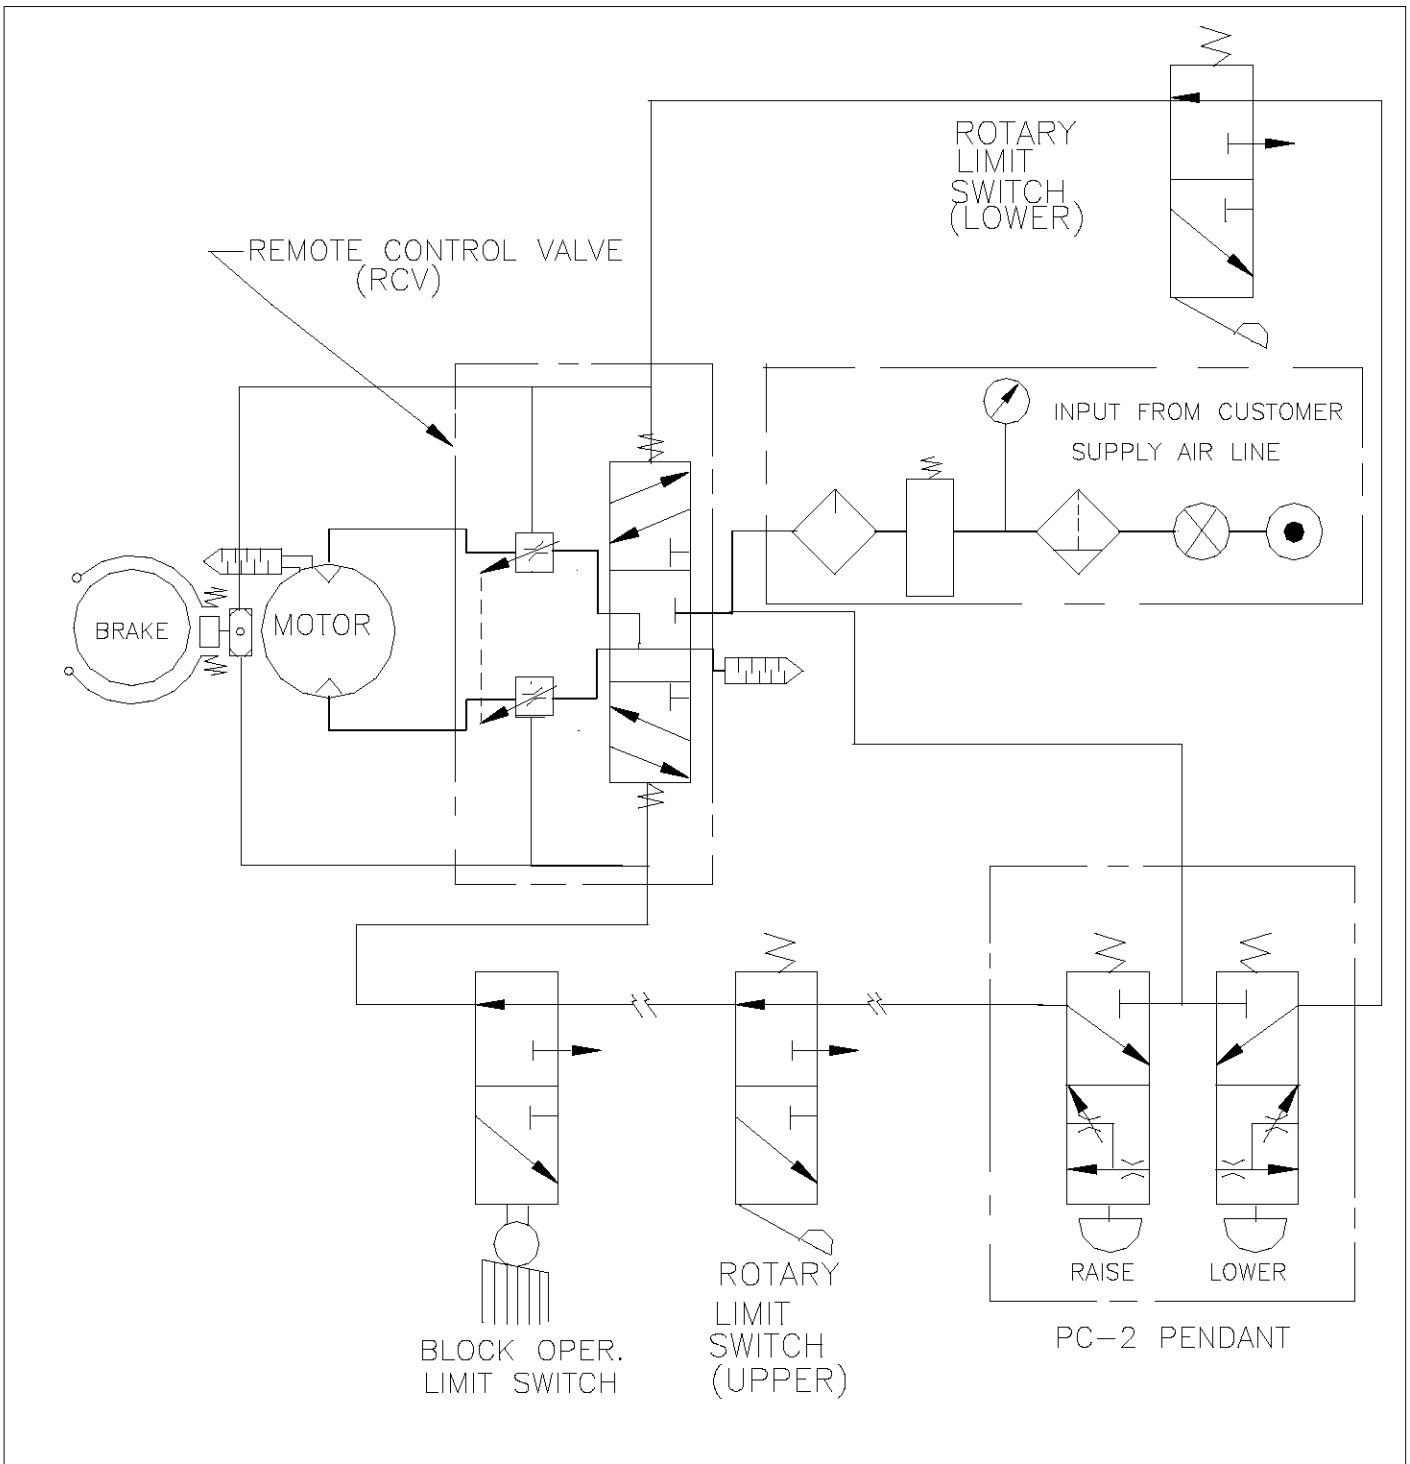 ROTARY
LIMIT
SWITCH
(LOWER)
REMOTE CONTROL VALVE
(RCV)
INPUT FROM CUSTOMER
SUPPLY AIR LINE
BRAKE
MOTOR
RAISE
LOWER
PC-2 PENDANT
ROTARY
LIMIT
SWITCH
(UPPER)
BLOCK OPER.
LIMIT SWITCH